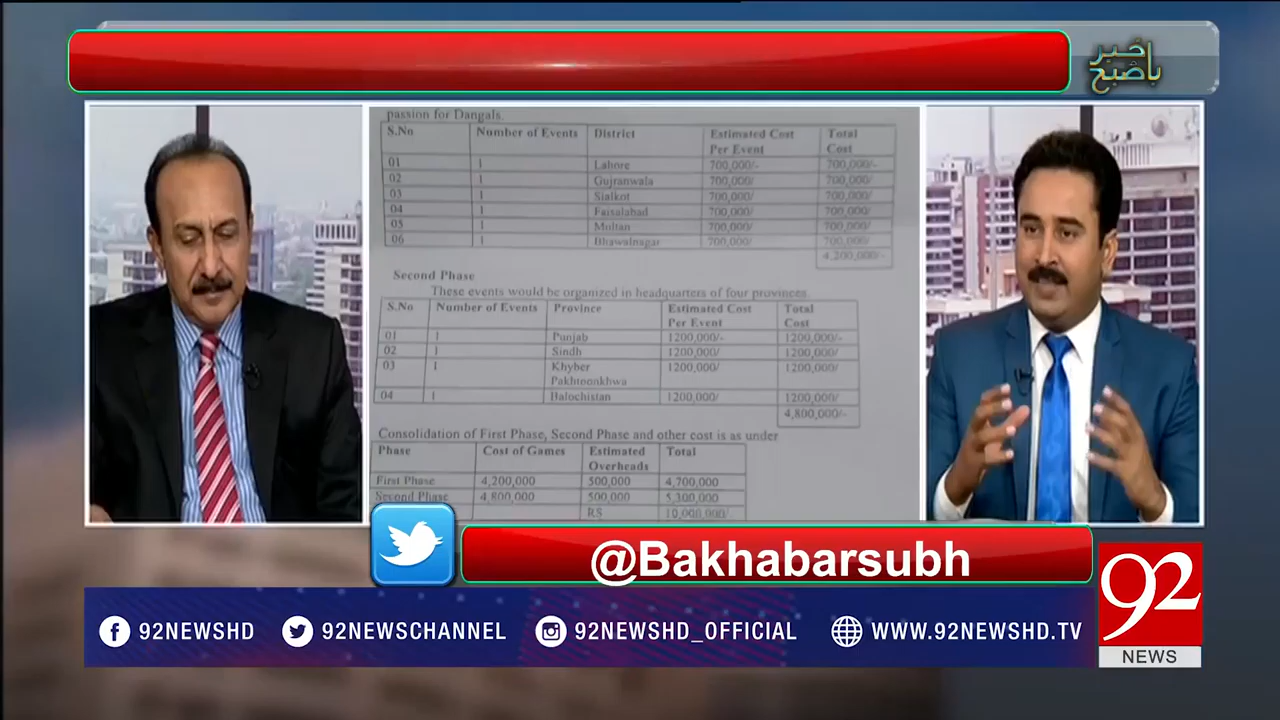 باخبر
صبح
passion for Dangals.
S.No Number of Events District Estimated Cost Per Event Total Cost
01 1 Lahore 700,000/- 700,000/-
02 1 Gujranwala 700,000/ 700,000/
03 1 Sialkot 700,000/ 700,000/
04 1 Faisalabad 700,000/ 700,000/
05 1 Multan 700,000/ 700,000/
06 1 Bhawalnagar 700,000/ 700,000/
4,200,000/-
Second Phase
These events would be organized in headquarters of four provinces.
S.No Number of Events Province Estimated Cost Per Event Total Cost
01 1 Punjab 1200,000/- 1200,000/-
02 1 Sindh 1200,000/ 1200,000/
03 1 Khyber Pakhtoonkhwa 1200,000/ 1200,000/
04 1 Balochistan 1200,000/ 1200,000/
4,800,000/-
Consolidation of First Phase, Second Phase and other cost is as under
Phase Cost of Games Estimated Overheads Total
First Phase 4,200,000 500,000 4,700,000
Second Phase 4,800,000 500,000 5,300,000
RS 10,000,000/-
@Bakhabarsubh
92NEWSHD 92NEWSCHANNEL 92NEWSHD_OFFICIAL WWW.92NEWSHD.TV
92
NEWS